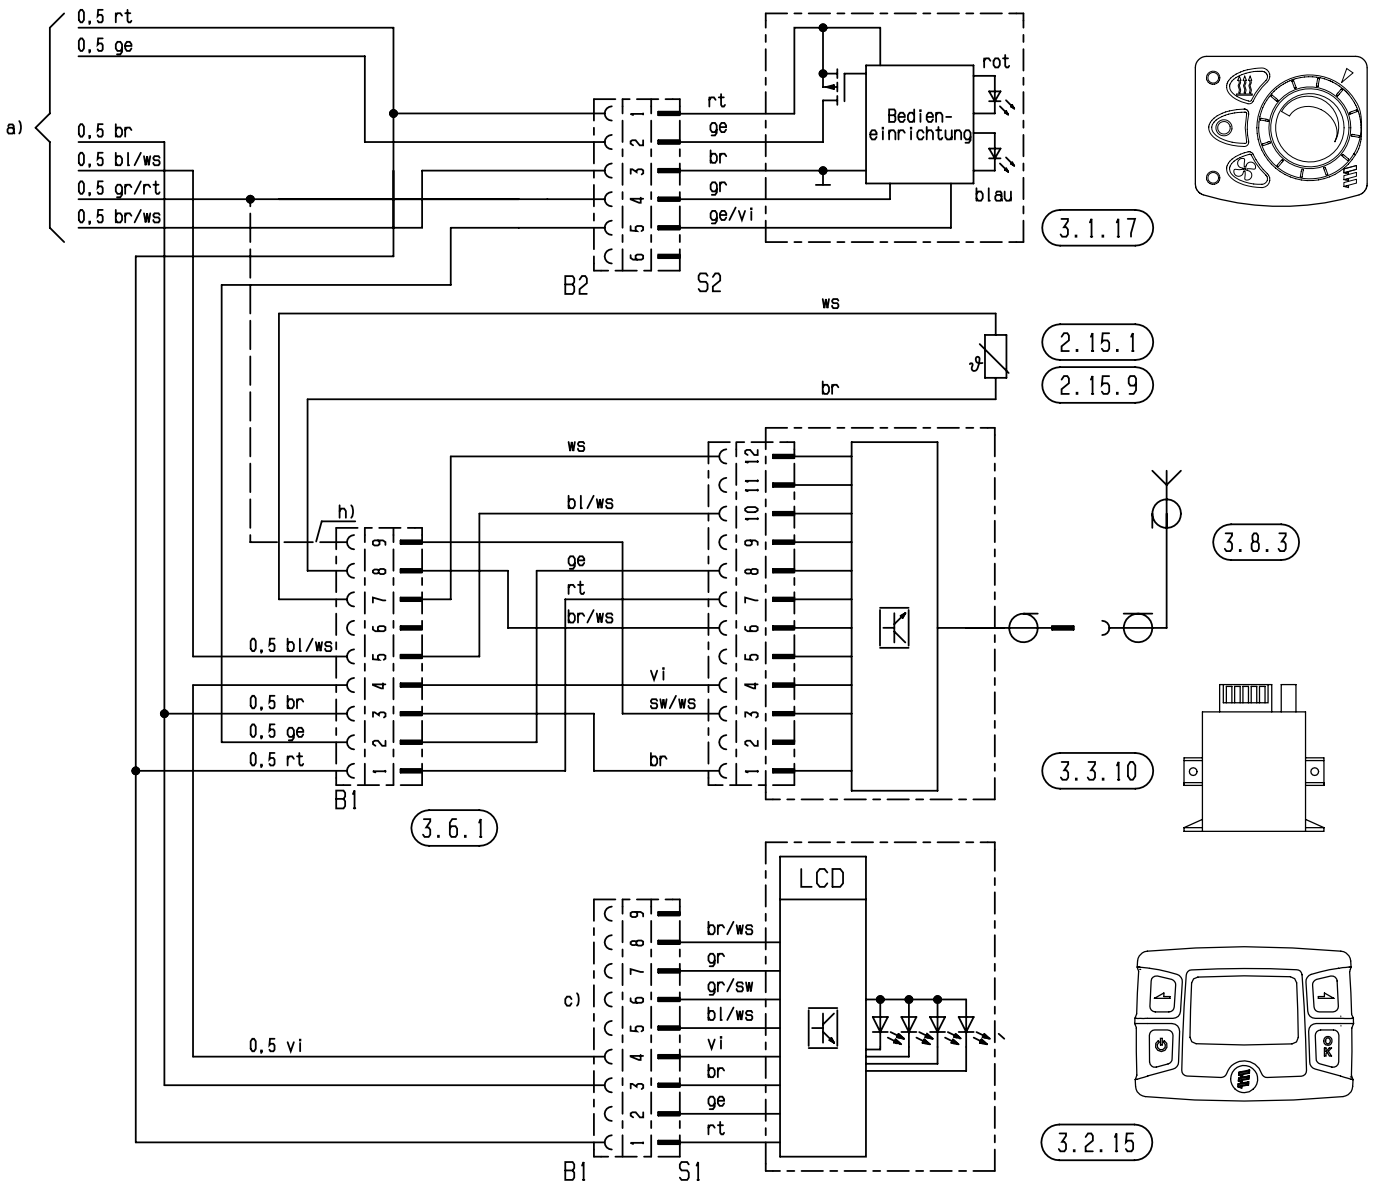 0,5 rt
0,5 ge
a)
0,5 br
0,5 bl/ws
0,5 gr/rt
0,5 br/ws
1
2
3
4
5
6
B2
S2
rt
ge
br
gr
ge/vi
Bedien-
einrichtung
rot
blau
3.1.17
ws
br
ϑ
2.15.1
2.15.9
h)
9
8
7
6
5
4
3
2
1
0,5 bl/ws
0,5 br
0,5 ge
0,5 rt
B1
3.6.1
ws
bl/ws
ge
rt
br/ws
vi
sw/ws
br
12
11
10
9
8
7
6
5
4
3
2
1
3.8.3
3.3.10
c)
0,5 vi
9
8
7
6
5
4
3
2
1
B1
S1
br/ws
gr
gr/sw
bl/ws
vi
br
ge
rt
LCD
OK
3.2.15